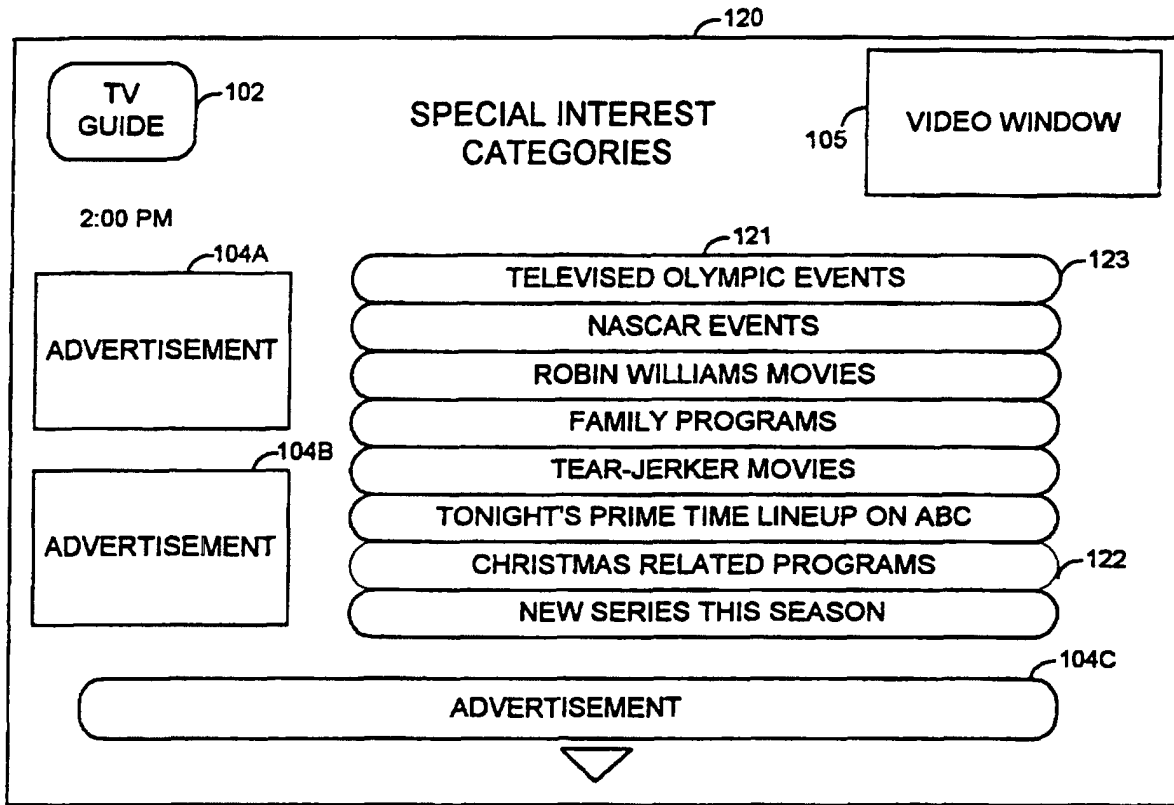 120
TV
GUIDE
102
SPECIAL INTEREST
CATEGORIES
105
VIDEO WINDOW
2:00 PM
104A
ADVERTISEMENT
104B
ADVERTISEMENT
121
123
TELEVISED OLYMPIC EVENTS
NASCAR EVENTS
ROBIN WILLIAMS MOVIES
FAMILY PROGRAMS
TEAR-JERKER MOVIES
TONIGHT'S PRIME TIME LINEUP ON ABC
CHRISTMAS RELATED PROGRAMS
122
NEW SERIES THIS SEASON
104C
ADVERTISEMENT